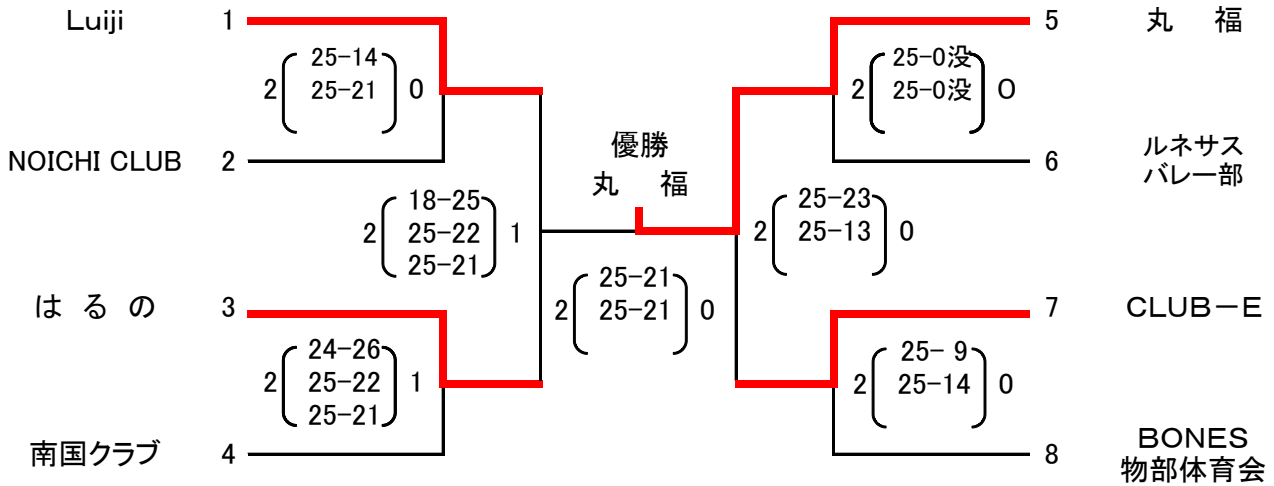 Luiji 1
25-14
2 25-21 0
NOICHI CLUB 2
18-25
2 25-22 1
25-21
はるの 3
24-26
2 25-22 1
25-21
南国クラブ 4
優勝
丸 福
25-21
2 25-21 0
5 丸 福
25-0没
2 25-0没 0
6 ルネサス
バレー部
25-23
2 25-13 0
7 CLUB-E
25- 9
2 25-14 0
8 BONES
物部体育会